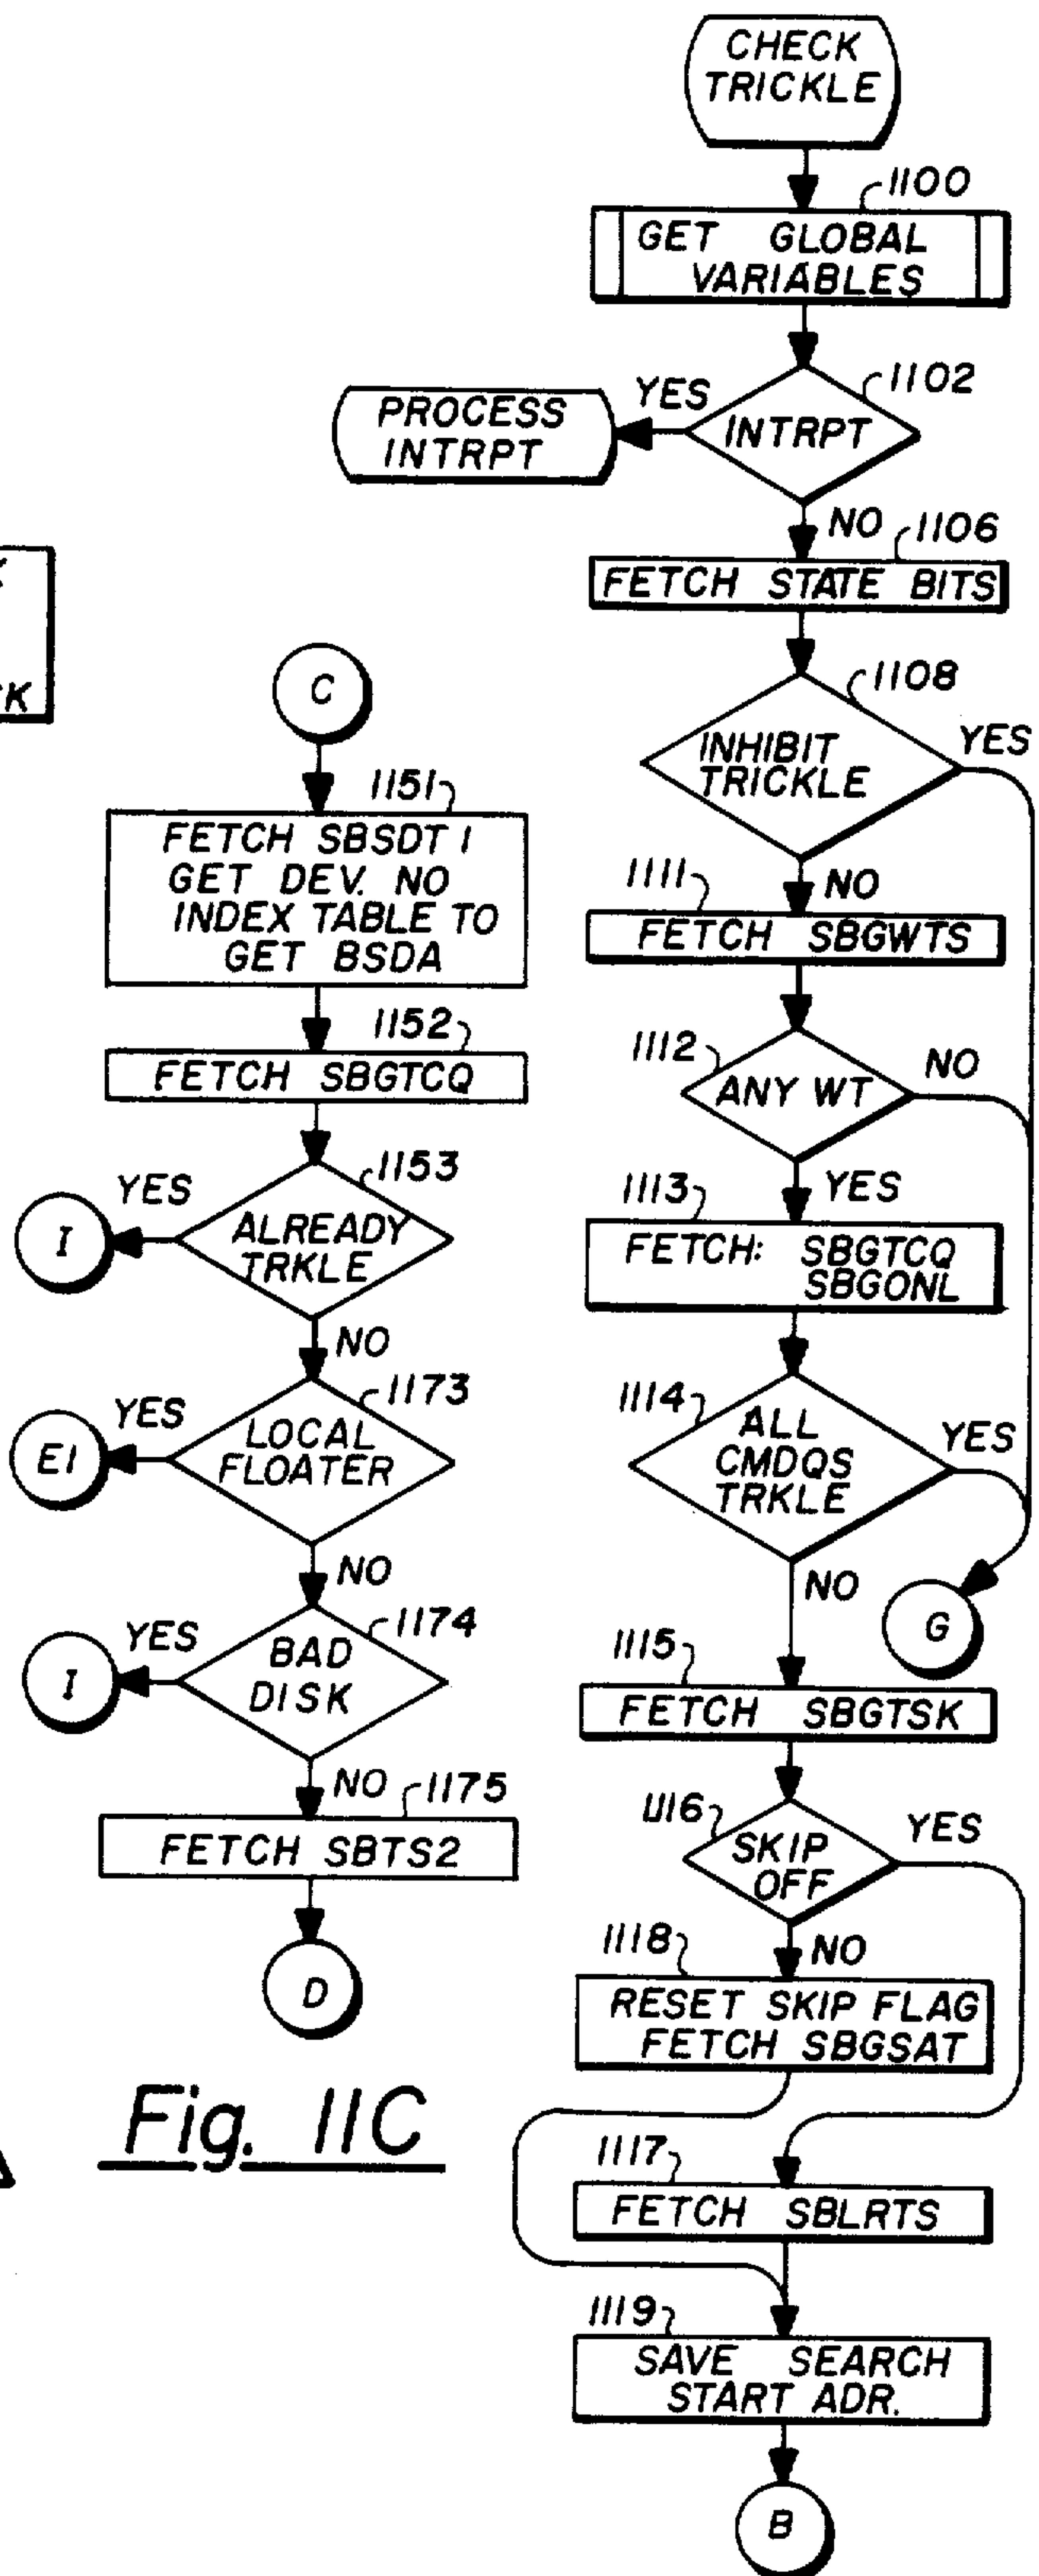 CHECK
TRICKLE
1100
GET GLOBAL
VARIABLES
1102
INTRPT
YES
PROCESS
INTRPT
NO
1106
FETCH STATE BITS
1108
INHIBIT
TRICKLE
YES
NO
1111
FETCH SBGWTS
1112
ANY WT
NO
YES
1113
FETCH: SBGTCQ
SBGONL
1114
ALL
CMDQS
TRKLE
YES
G
NO
1115
FETCH SBGTSK
1116
SKIP
OFF
YES
NO
1118
RESET SKIP FLAG
FETCH SBGSAT
1117
FETCH SBLRTS
1119
SAVE SEARCH
START ADR.
B
CK
C
1151
FETCH SBSDT 1
GET DEV. NO
INDEX TABLE TO
GET BSDA
1152
FETCH SBGTCQ
1153
ALREADY
TRKLE
YES
I
NO
1173
LOCAL
FLOATER
YES
E1
NO
1174
BAD
DISK
YES
I
NO
1175
FETCH SBTS2
D
Fig. 11C